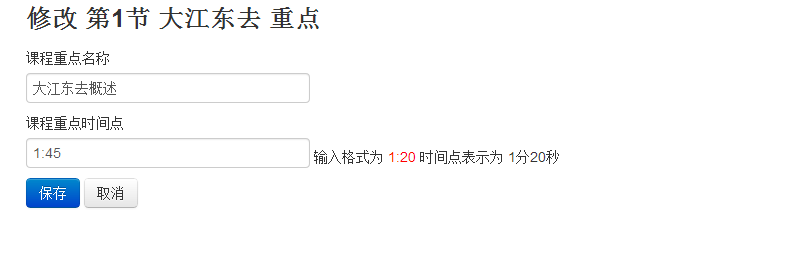 修改 第1节 大江东去 重点
课程重点名称
大江东去概述
课程重点时间点
1:45 输入格式为 1:20 时间点表示为 1分20秒
保存 取消